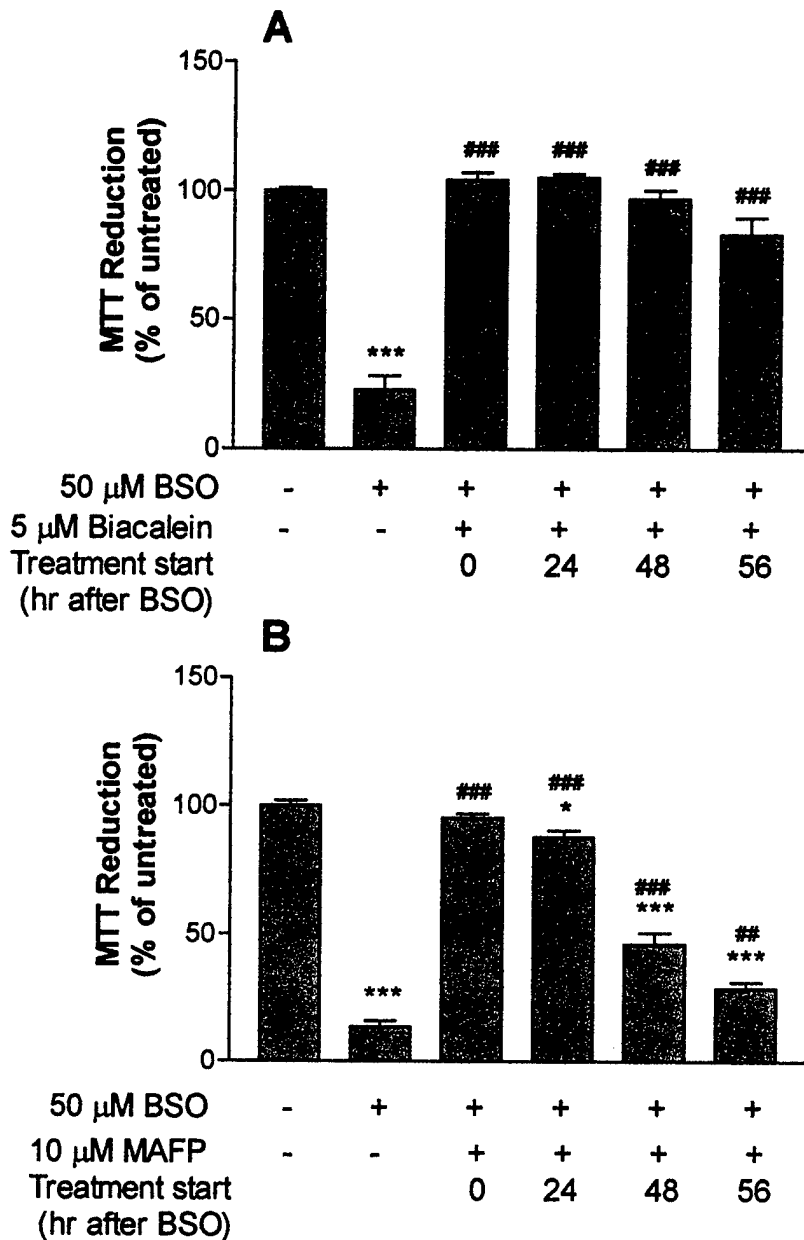 A
150
100
50
0
MTT Reduction
(% of untreated)
***
###
###
###
###
50 μM BSO - + + + + +
5 μM Biacalein - - + + + +
Treatment start 0 24 48 56
(hr after BSO)
B
150
100
50
0
MTT Reduction
(% of untreated)
***
###
###
*
###
***
##
***
50 μM BSO - + + + + +
10 μM MAFP - - + + + +
Treatment start 0 24 48 56
(hr after BSO)